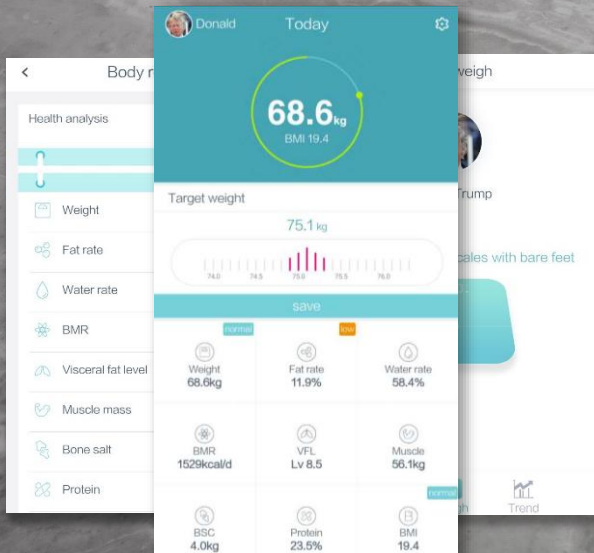 Body r
Health analysis
Weight
Fat rate
Water rate
BMR
Visceral fat level
Muscle mass
Bone salt
Protein
Donald
Today
68.6kg
BMI 19.4
Target weight
75.1 kg
74.0 74.5 75.0 75.5 76.0
save
normal
Weight
68.6kg
low
Fat rate
11.9%
Water rate
58.4%
BMR
1529kcal/d
VFL
Lv 8.5
Muscle
56.1kg
BSC
4.0kg
Protein
23.5%
normal
BMI
19.4
weigh
Trump
cales with bare feet
gh
Trend